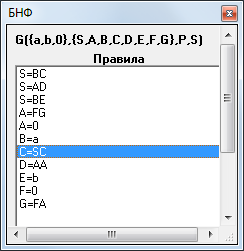 БНФ
G({a,b,0},{S,A,B,C,D,E,F,G},P,S)
Правила
S=BC
S=AD
S=BE
A=FG
A=0
B=a
C=SC
D=AA
E=b
F=0
G=FA